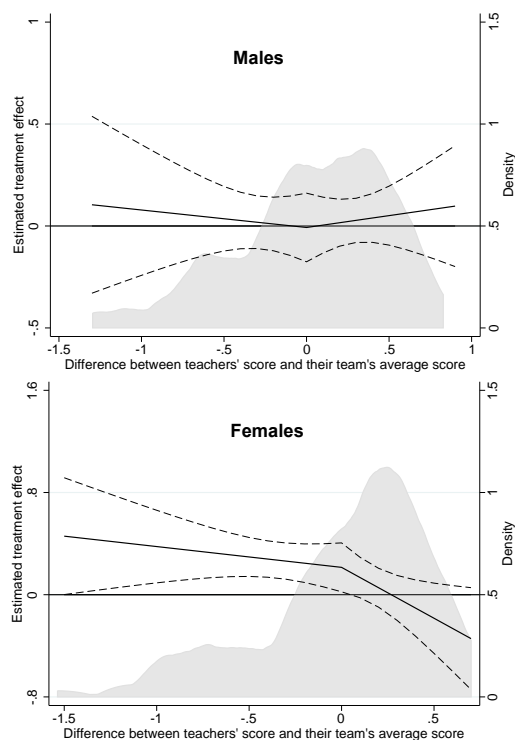 Males
Estimated treatment effect
1
.5
0
-.5
Density
1.5
1
.5
0
-1.5 -1 -.5 0 .5 1
Difference between teachers' score and their team's average score
Females
Estimated treatment effect
1.6
.8
0
-.8
Density
1.5
1
.5
0
-1.5 -1 -.5 0 .5
Difference between teachers' score and their team's average score